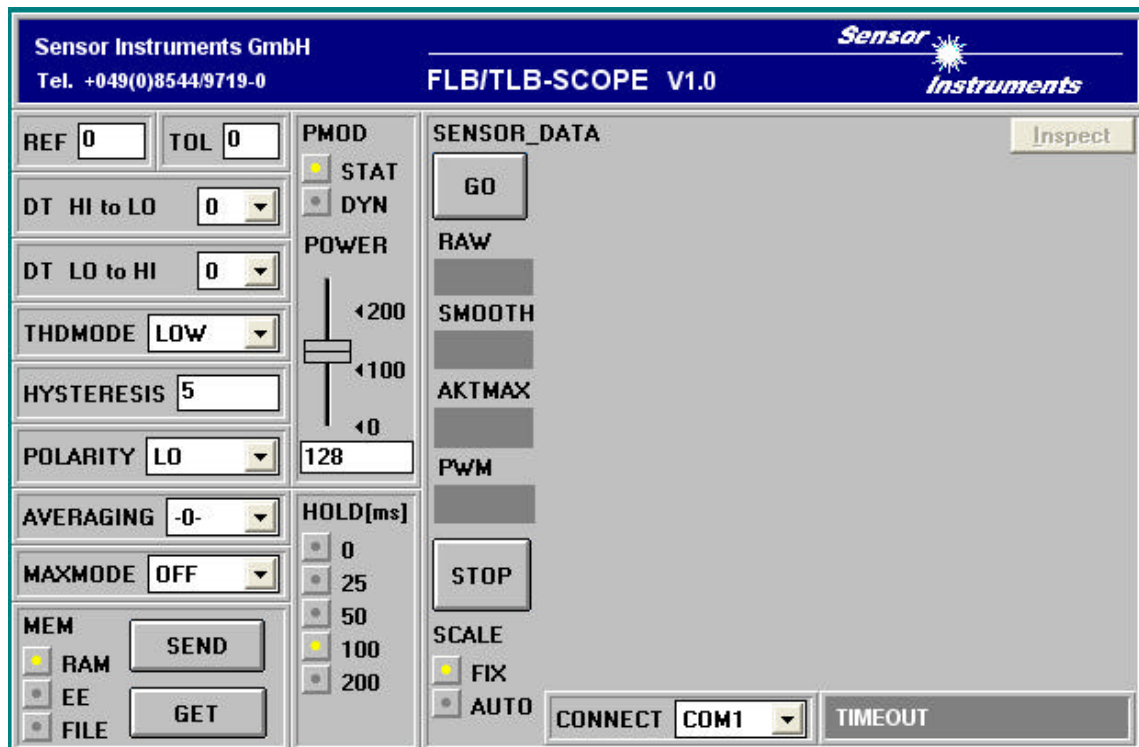 Sensor Instruments GmbH
Tel. +049(0)8544/9719-0
FLB/TLB-SCOPE V1.0
Sensor
Instruments
REF 0 TOL 0
DT HI to LO 0
DT LO to HI 0
THDMODE LOW
HYSTERESIS 5
POLARITY LO
AVERAGING -0-
MAXMODE OFF
MEM
RAM
EE
FILE
SEND
GET
PMOD
STAT
DYN
POWER
200
100
0
128
HOLD[ms]
0
25
50
100
200
SENSOR_DATA
GO
RAW
SMOOTH
AKTMAX
PWM
STOP
SCALE
FIX
AUTO
Inspect
CONNECT COM1
TIMEOUT